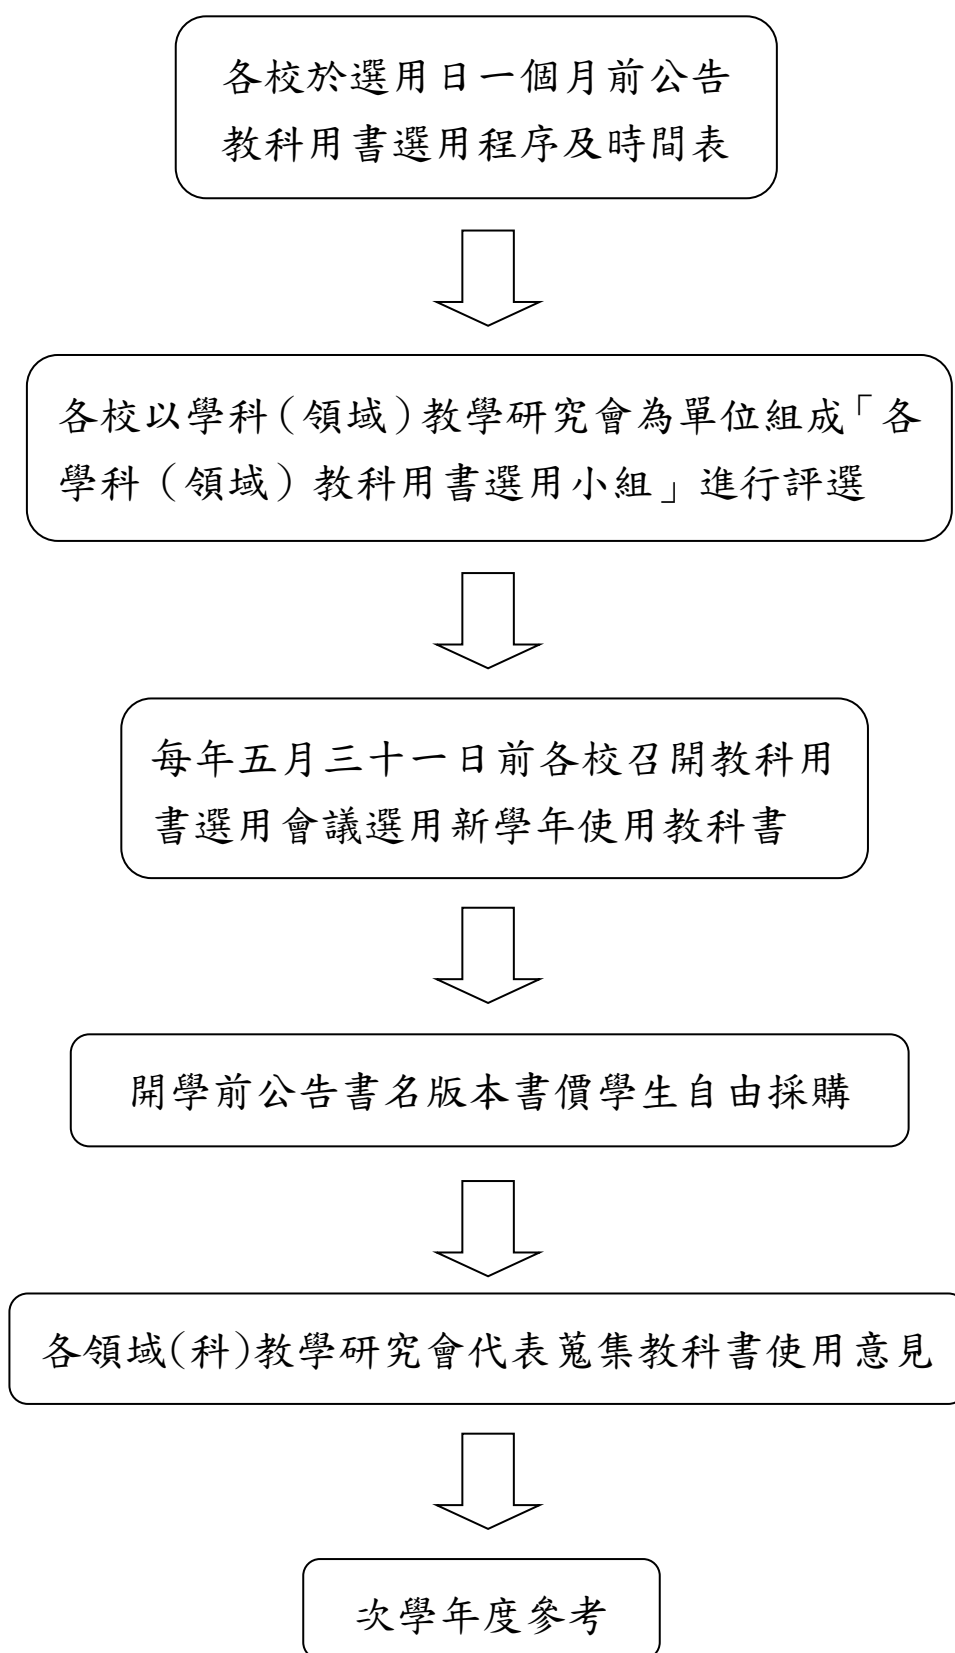 各校於選用日一個月前公告
教科用書選用程序及時間表
各校以學科(領域)教學研究會為單位組成「各
學科(領域)教科用書選用小組」進行評選
每年五月三十一日前各校召開教科用
書選用會議選用新學年使用教科書
開學前公告書名版本書價學生自由採購
各領域(科)教學研究會代表蒐集教科書使用意見
次學年度參考